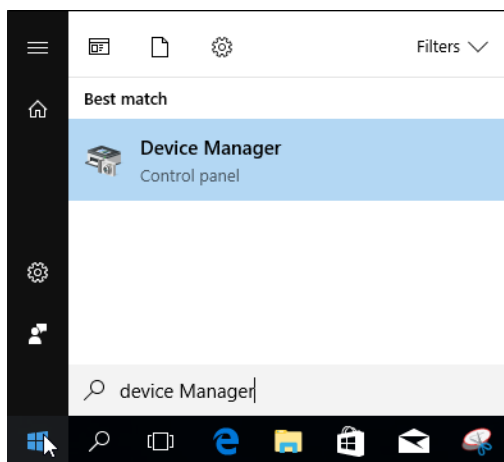 Filters
Best match
Device Manager
Control panel
device Manager